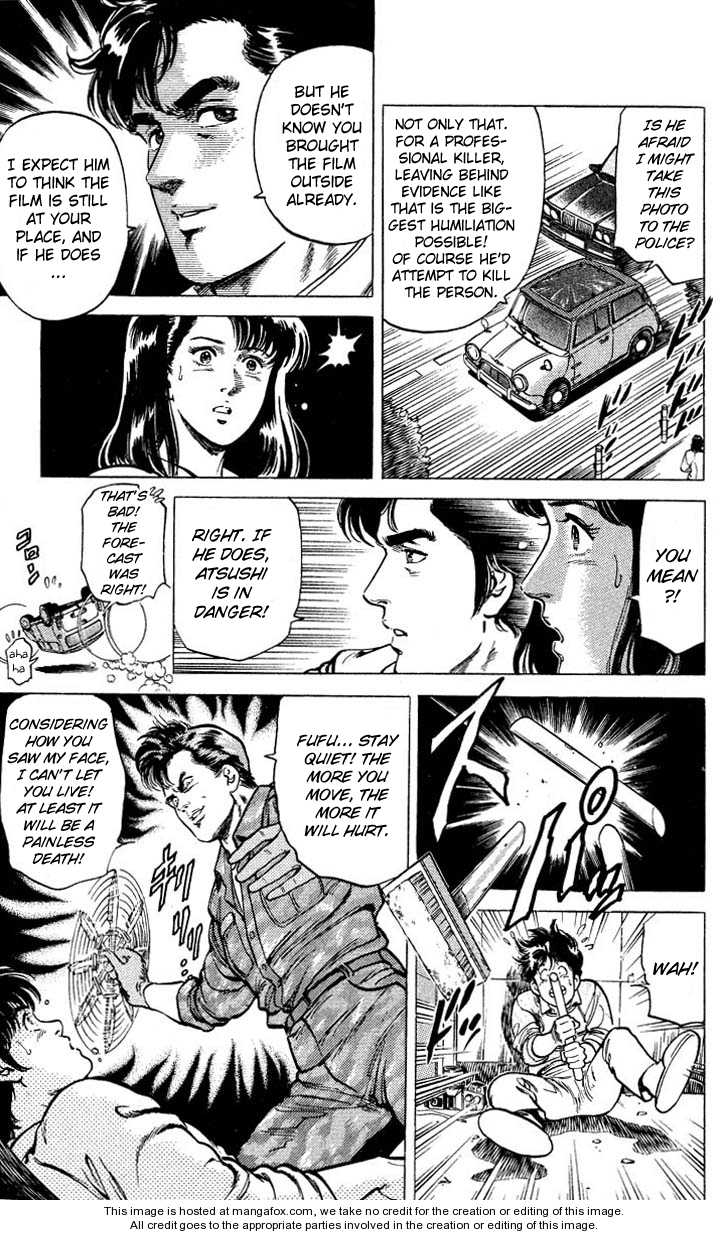 IS HE
AFRAID
I MIGHT
TAKE
THIS
PHOTO
TO THE
POLICE?
NOT ONLY THAT.
FOR A PROFES-
SIONAL KILLER,
LEAVING BEHIND
EVIDENCE LIKE
THAT IS THE BIG-
GEST HUMILIATION
POSSIBLE!
OF COURSE HE'D
ATTEMPT TO KILL
THE PERSON.
BUT HE
DOESN'T
KNOW YOU
BROUGHT
THE FILM
OUTSIDE
ALREADY.
I EXPECT HIM
TO THINK THE
FILM IS STILL
AT YOUR
PLACE, AND
IF HE DOES
...
YOU
MEAN
?!
RIGHT. IF
HE DOES,
ATSUSHI
IS IN
DANGER!
THAT'S
BAD!
THE
FORE-
CAST
WAS
RIGHT!
aha
ha
WAH!
FUFU... STAY
QUIET! THE
MORE YOU
MOVE, THE
MORE IT
WILL HURT.
CONSIDERING
HOW YOU
SAW MY FACE,
I CAN'T LET
YOU LIVE!
AT LEAST IT
WILL BE A
PAINLESS
DEATH!
This image is hosted at mangafox.com, we take no credit for the creation or editing of this image.
All credit goes to the appropriate parties involved in the creation or editing of this image.